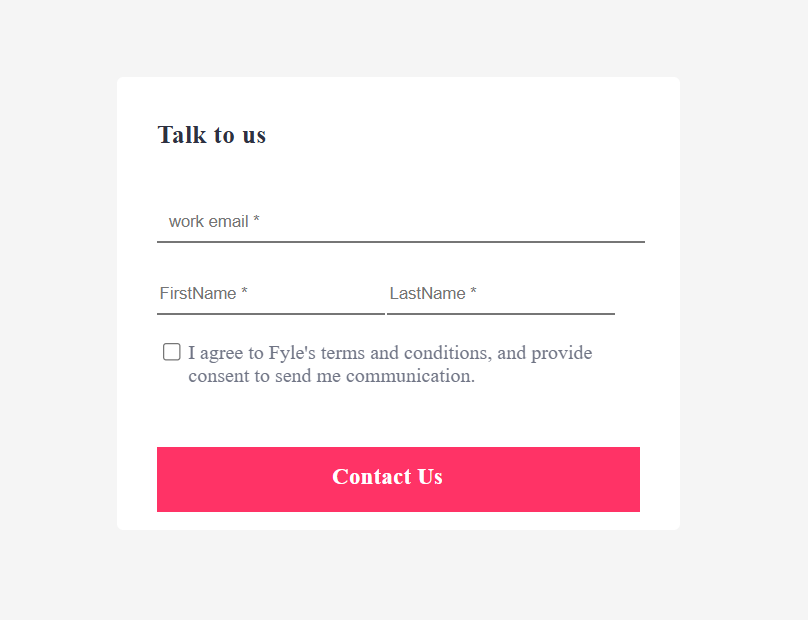 Talk to us
work email *
FirstName * LastName *
I agree to Fyle's terms and conditions, and provide
consent to send me communication.
Contact Us